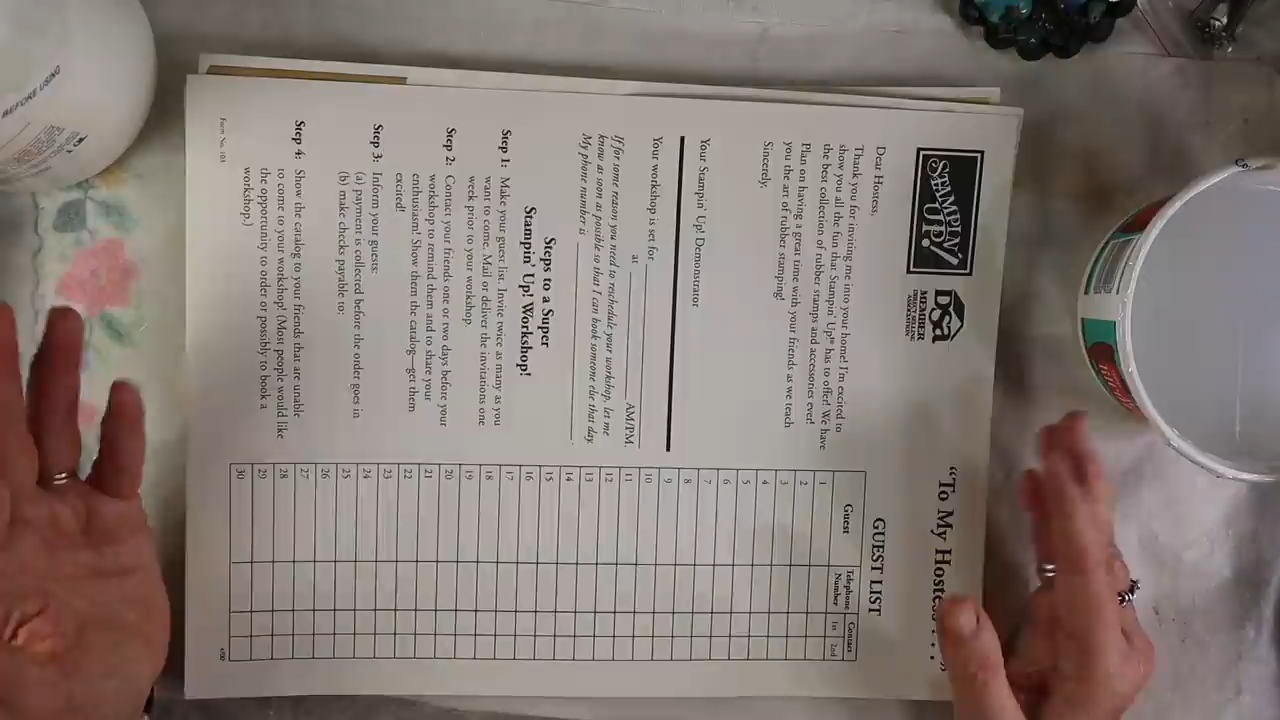 "To My Hostess . . ."
STAMPIN' UP!
DSA
MEMBER
DIRECT SELLING
ASSOCIATION
Dear Hostess,
Thank you for inviting me into your home! I'm excited to
show you all the fun that Stampin' Up!® has to offer! We have
the best collection of rubber stamps and accessories ever!
Plan on having a great time with your friends as we teach
you the art of rubber stamping!
Sincerely,
Your Stampin' Up! Demonstrator
Your workshop is set for
at AM/PM.
If for some reason you need to reschedule your workshop, let me
know as soon as possible so that I can book someone else that day.
My phone number is .
Steps to a Super
Stampin' Up! Workshop!
Step 1: Make your guest list. Invite twice as many as you
want to come. Mail or deliver the invitations one
week prior to your workshop.
Step 2: Contact your friends one or two days before your
workshop to remind them and to share your
enthusiasm! Show them the catalog—get them
excited!
Step 3: Inform your guests:
(a) payment is collected before the order goes in
(b) make checks payable to:
Step 4: Show the catalog to your friends that are unable
to come to your workshop! (Most people would like
the opportunity to order or possibly to book a
workshop.)
Form No. 103
GUEST LIST
Guest Telephone Number Contact 1st 2nd
1
2
3
4
5
6
7
8
9
10
11
12
13
14
15
16
17
18
19
20
21
22
23
24
25
26
27
28
29
30
BEFORE USING